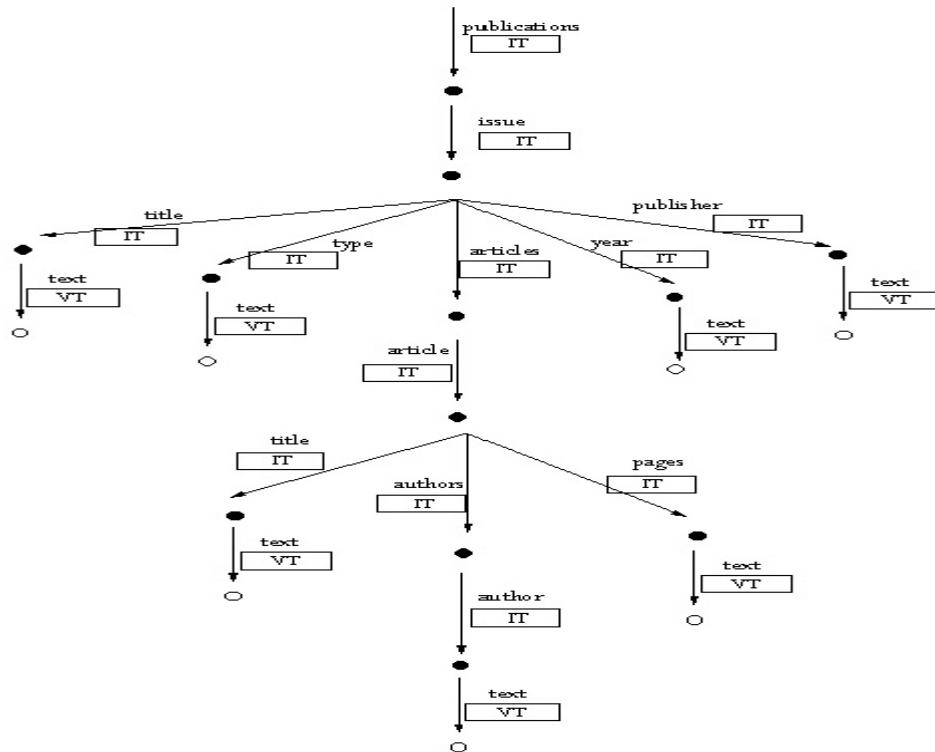 publications
IT
issue
IT
title
IT
type
IT
articles
IT
year
IT
publisher
IT
text
VT
text
VT
text
VT
text
VT
article
IT
title
IT
authors
IT
pages
IT
text
VT
text
VT
author
IT
text
VT